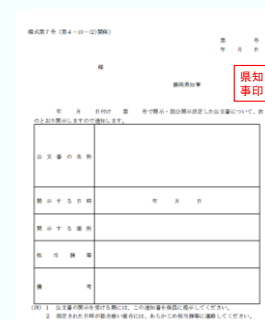 様式第7号（第4－10－(2)関係）
第　　号
年　月　日
様
静岡県知事
県知
事印
年　月　日付け　第　　号で開示・部分開示決定した公文書について、次
のとおり開示しますので通知します。
公文書の名称
開示する日時　年　月　日
開示する場所
担当課等
備考
(注) 1　公文書の開示を受ける際には、この通知書を係員に提示してください。
2　指定された日時が都合悪い場合には、あらかじめ担当課等に連絡してください。